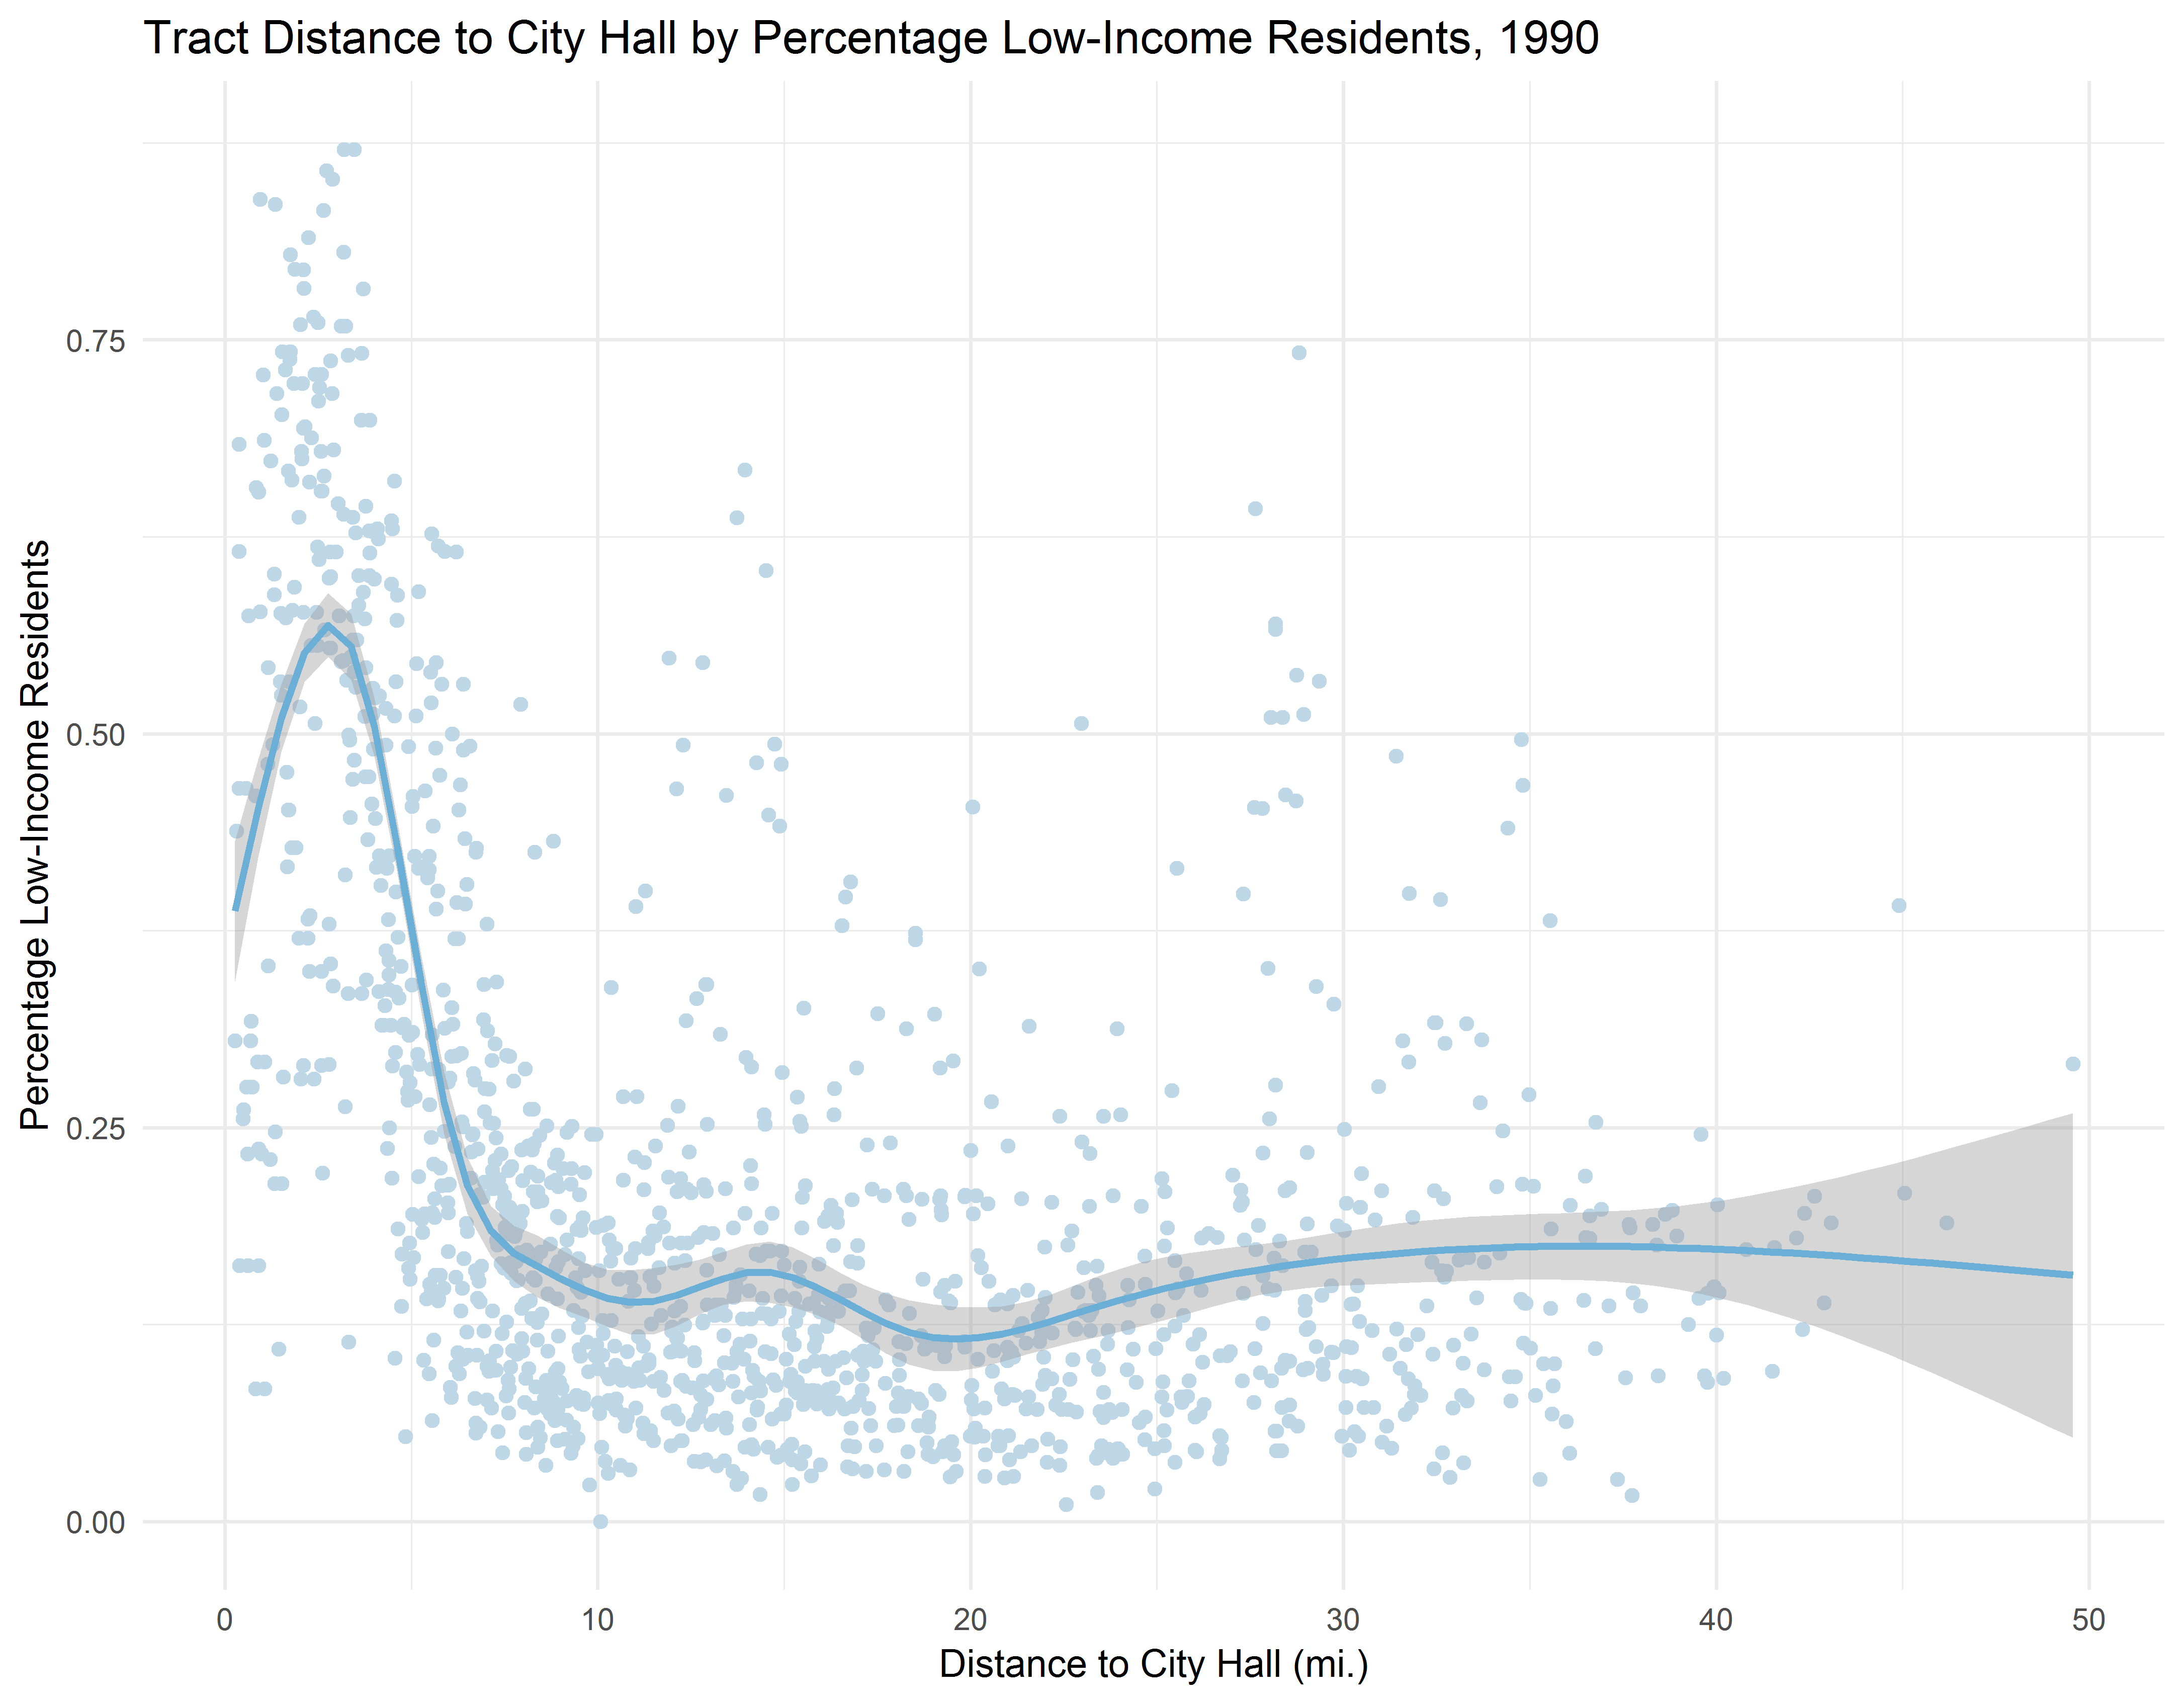 Tract Distance to City Hall by Percentage Low-Income Residents, 1990
Percentage Low-Income Residents
0.75
0.50
0.25
0.00
0 10 20 30 40 50
Distance to City Hall (mi.)